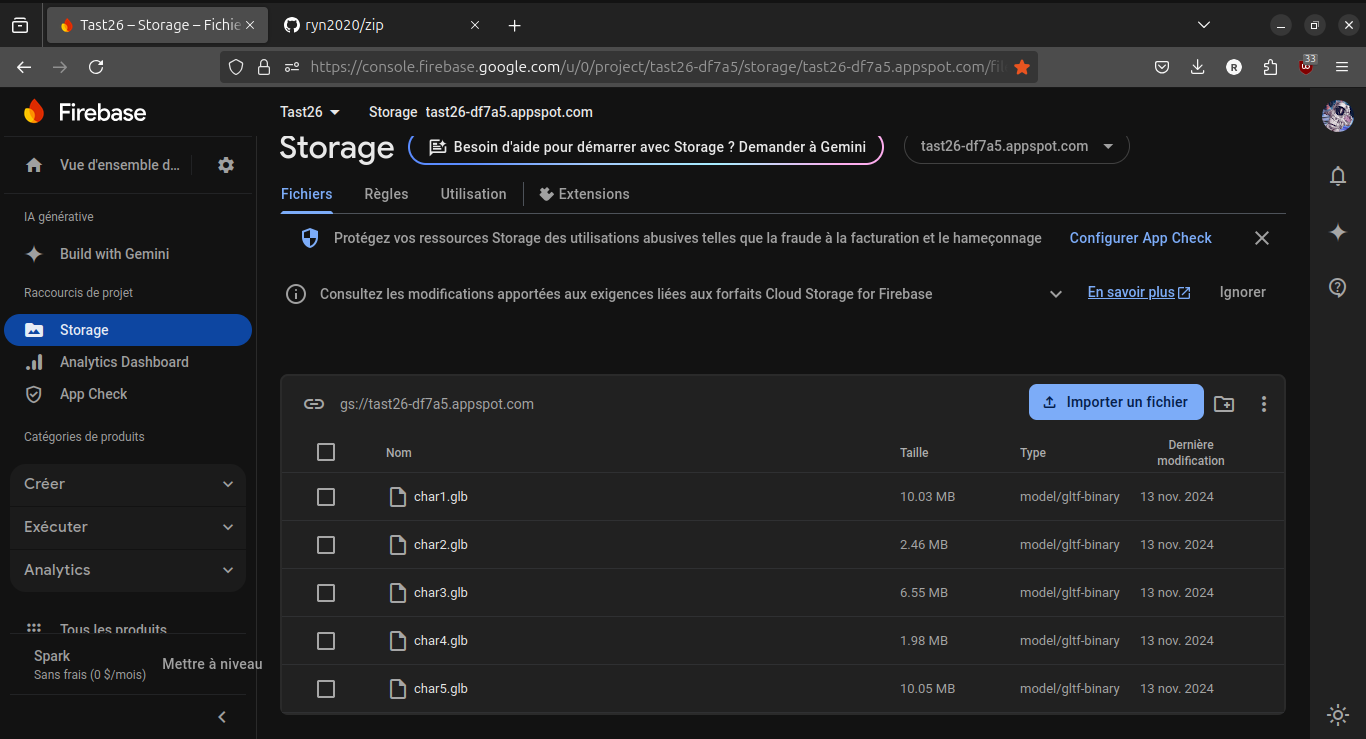 Tast26 – Storage – Fichie
ryn2020/zip
https://console.firebase.google.com/u/0/project/tast26-df7a5/storage/tast26-df7a5.appspot.com/fil
33
Firebase
Tast26
Storage tast26-df7a5.appspot.com
Vue d'ensemble d...
IA générative
Build with Gemini
Raccourcis de projet
Storage
Analytics Dashboard
App Check
Catégories de produits
Créer
Exécuter
Analytics
Tous les produits
Spark
Sans frais (0 $/mois)
Mettre à niveau
Storage
Besoin d'aide pour démarrer avec Storage ? Demander à Gemini
tast26-df7a5.appspot.com
Fichiers Règles Utilisation Extensions
Protégez vos ressources Storage des utilisations abusives telles que la fraude à la facturation et le hameçonnage Configurer App Check
Consultez les modifications apportées aux exigences liées aux forfaits Cloud Storage for Firebase En savoir plus Ignorer
gs://tast26-df7a5.appspot.com Importer un fichier
Nom Taille Type Dernière modification
char1.glb 10.03 MB model/gltf-binary 13 nov. 2024
char2.glb 2.46 MB model/gltf-binary 13 nov. 2024
char3.glb 6.55 MB model/gltf-binary 13 nov. 2024
char4.glb 1.98 MB model/gltf-binary 13 nov. 2024
char5.glb 10.05 MB model/gltf-binary 13 nov. 2024